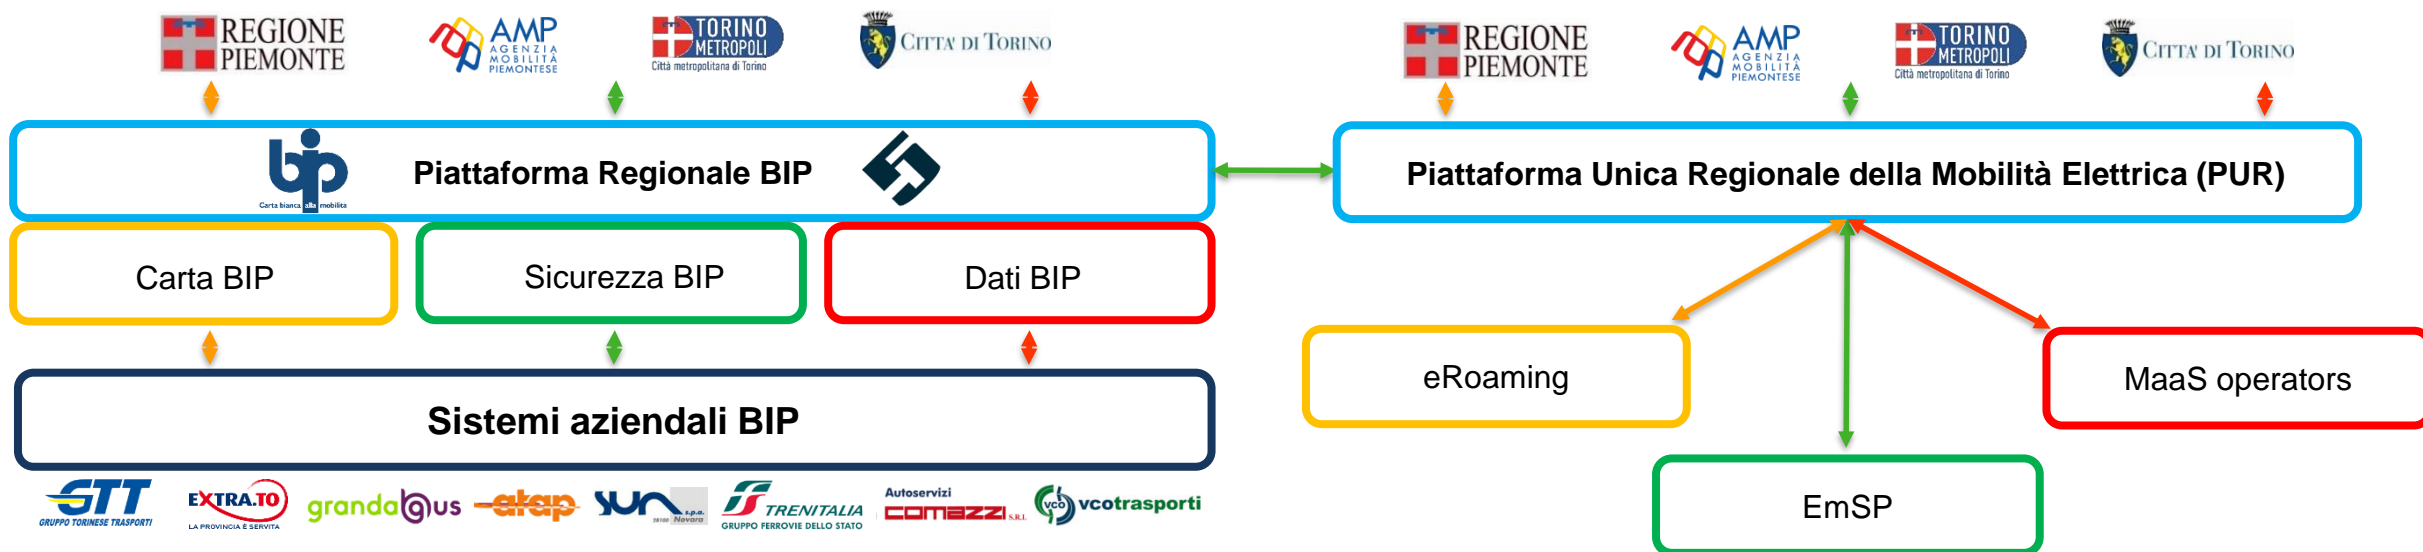 REGIONE
PIEMONTE
AMP
AGENZIA
MOBILITÀ
PIEMONTESE
TORINO
METROPOLI
Città metropolitana di Torino
CITTA' DI TORINO
REGIONE
PIEMONTE
AMP
AGENZIA
MOBILITÀ
PIEMONTESE
TORINO
METROPOLI
Città metropolitana di Torino
CITTA' DI TORINO
bip
Carta bianca alla mobilità
Piattaforma Regionale BIP
Piattaforma Unica Regionale della Mobilità Elettrica (PUR)
Carta BIP
Sicurezza BIP
Dati BIP
eRoaming
MaaS operators
Sistemi aziendali BIP
EmSP
GTT
GRUPPO TORINESE TRASPORTI
EXTRA.TO
LA PROVINCIA È SERVITA
grandabus
atap
SUN s.p.a.
28100 Novara
TRENITALIA
GRUPPO FERROVIE DELLO STATO
Autoservizi
COMAZZI S.R.L.
vco vcotrasporti